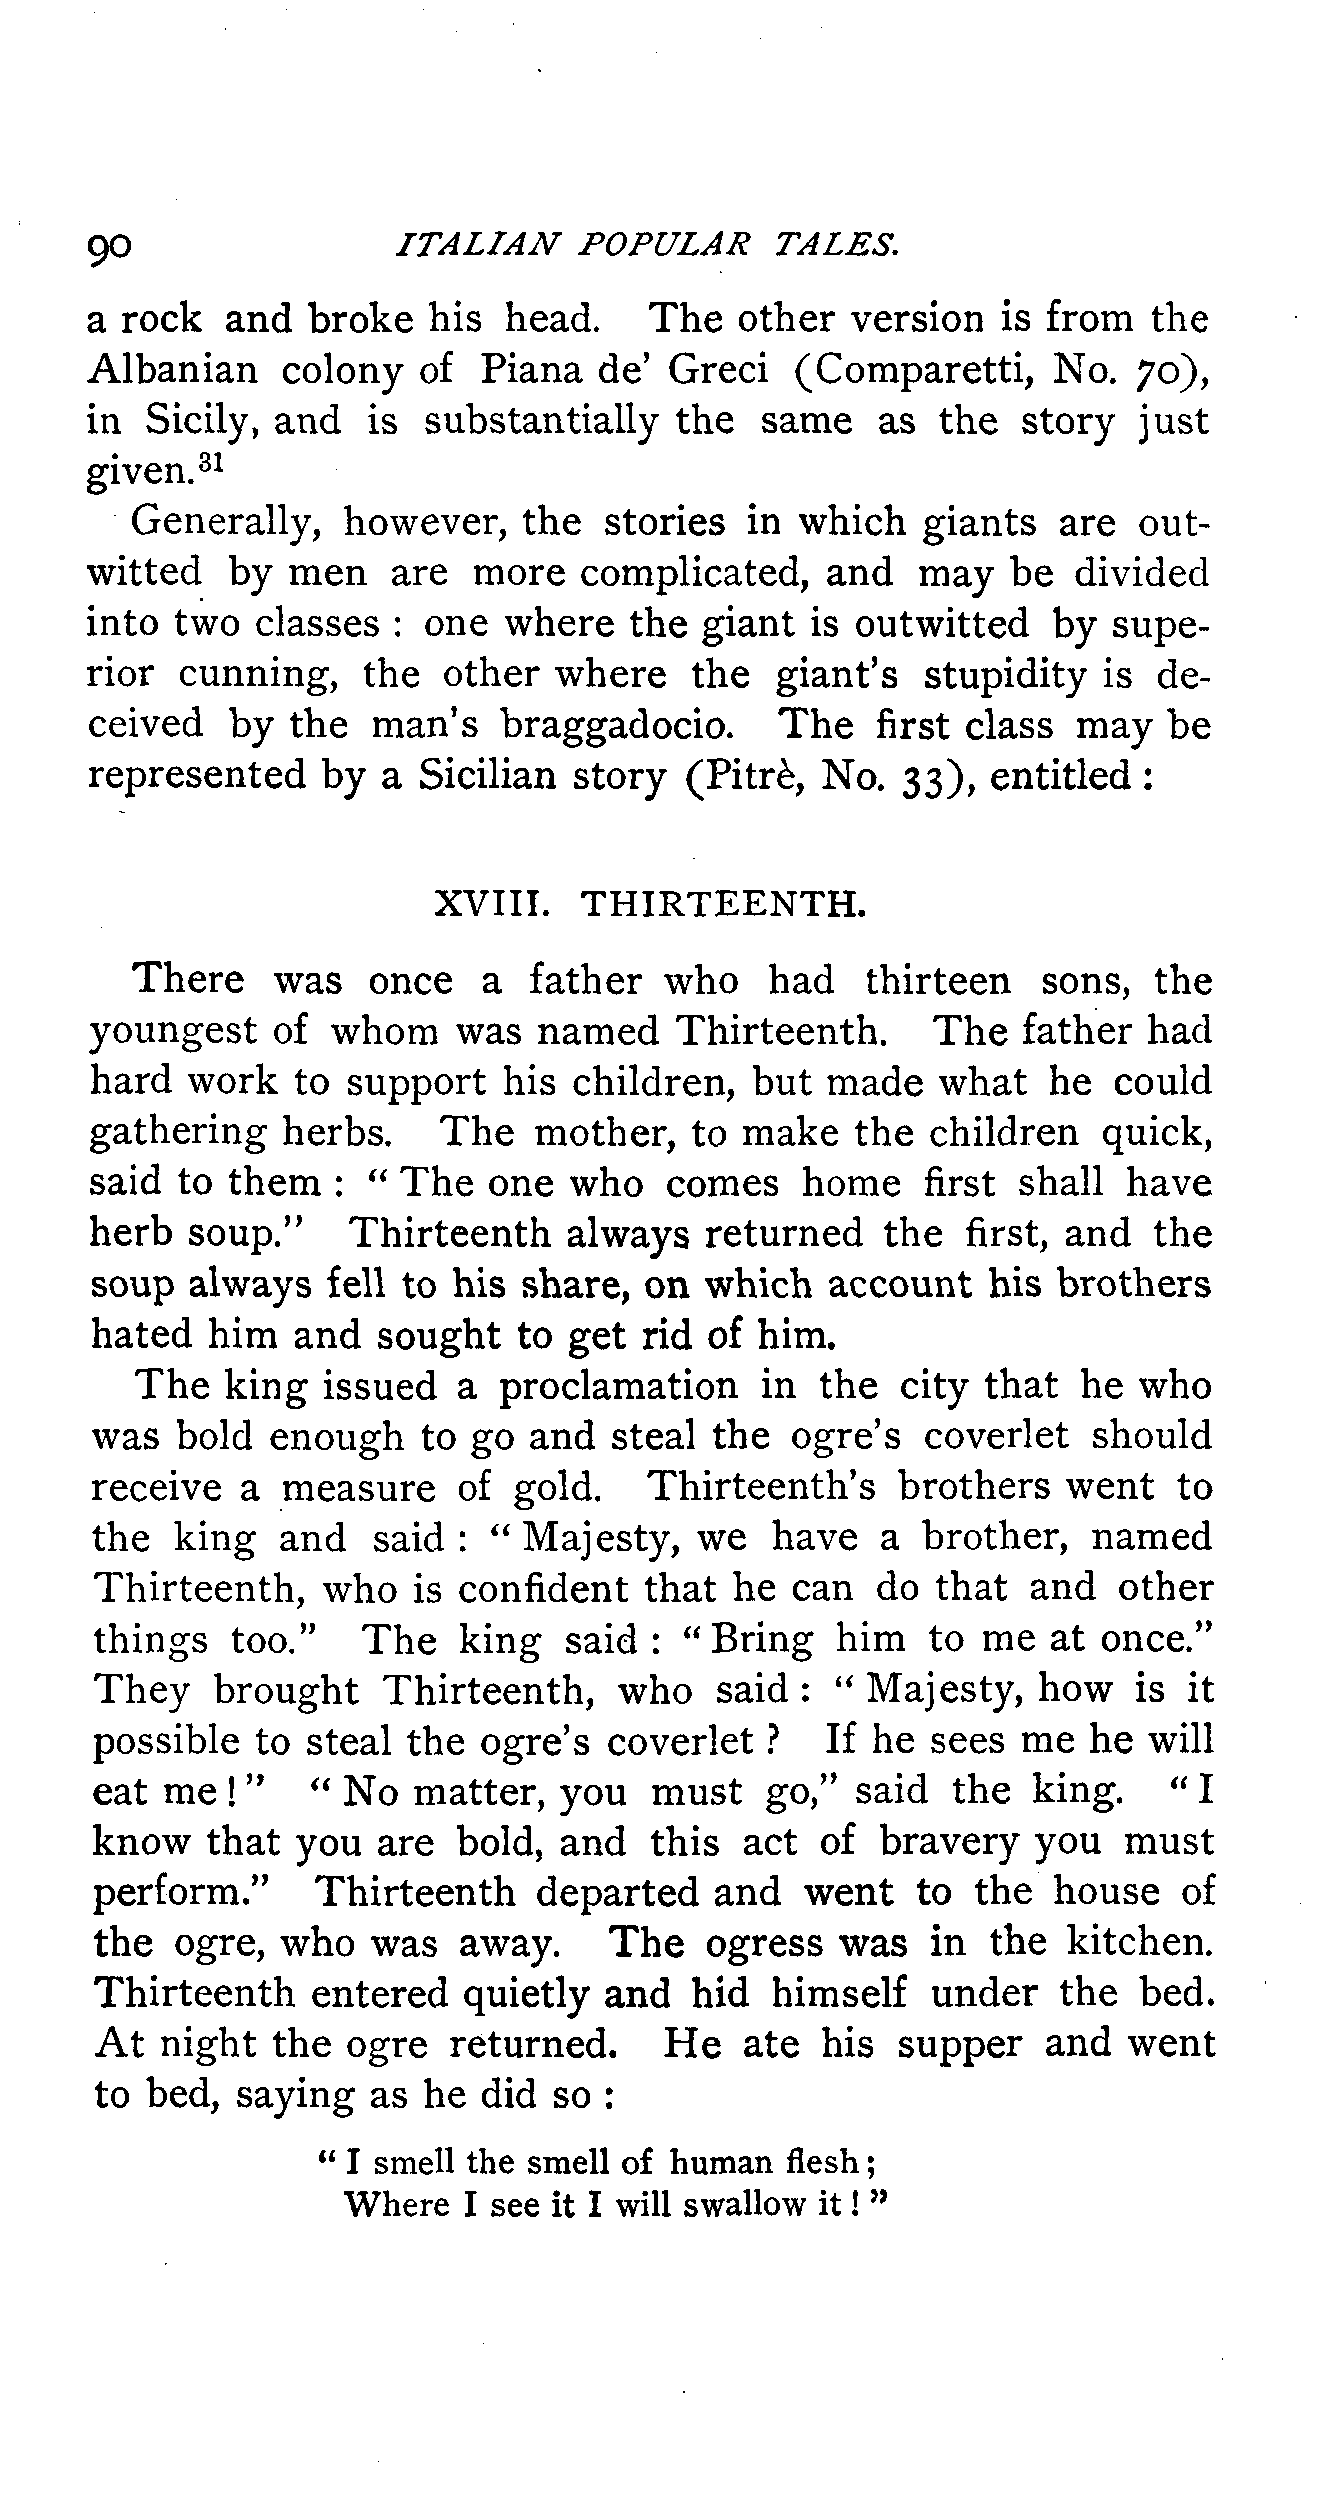 90 ITALIAN POPULAR TALES.
a rock and broke his head. The other version is from the
Albanian colony of Piana de' Greci (Comparetti, No. 70),
in Sicily, and is substantially the same as the story just
given.³¹
Generally, however, the stories in which giants are out-
witted by men are more complicated, and may be divided
into two classes : one where the giant is outwitted by supe-
rior cunning, the other where the giant's stupidity is de-
ceived by the man's braggadocio. The first class may be
represented by a Sicilian story (Pitrè, No. 33), entitled :
XVIII. THIRTEENTH.
There was once a father who had thirteen sons, the
youngest of whom was named Thirteenth. The father had
hard work to support his children, but made what he could
gathering herbs. The mother, to make the children quick,
said to them : “ The one who comes home first shall have
herb soup.” Thirteenth always returned the first, and the
soup always fell to his share, on which account his brothers
hated him and sought to get rid of him.
The king issued a proclamation in the city that he who
was bold enough to go and steal the ogre's coverlet should
receive a measure of gold. Thirteenth's brothers went to
the king and said : “ Majesty, we have a brother, named
Thirteenth, who is confident that he can do that and other
things too.” The king said : “ Bring him to me at once.”
They brought Thirteenth, who said : “ Majesty, how is it
possible to steal the ogre's coverlet ? If he sees me he will
eat me ! ” “ No matter, you must go,” said the king. “ I
know that you are bold, and this act of bravery you must
perform.” Thirteenth departed and went to the house of
the ogre, who was away. The ogress was in the kitchen.
Thirteenth entered quietly and hid himself under the bed.
At night the ogre returned. He ate his supper and went
to bed, saying as he did so :
“ I smell the smell of human flesh ;
Where I see it I will swallow it ! ”